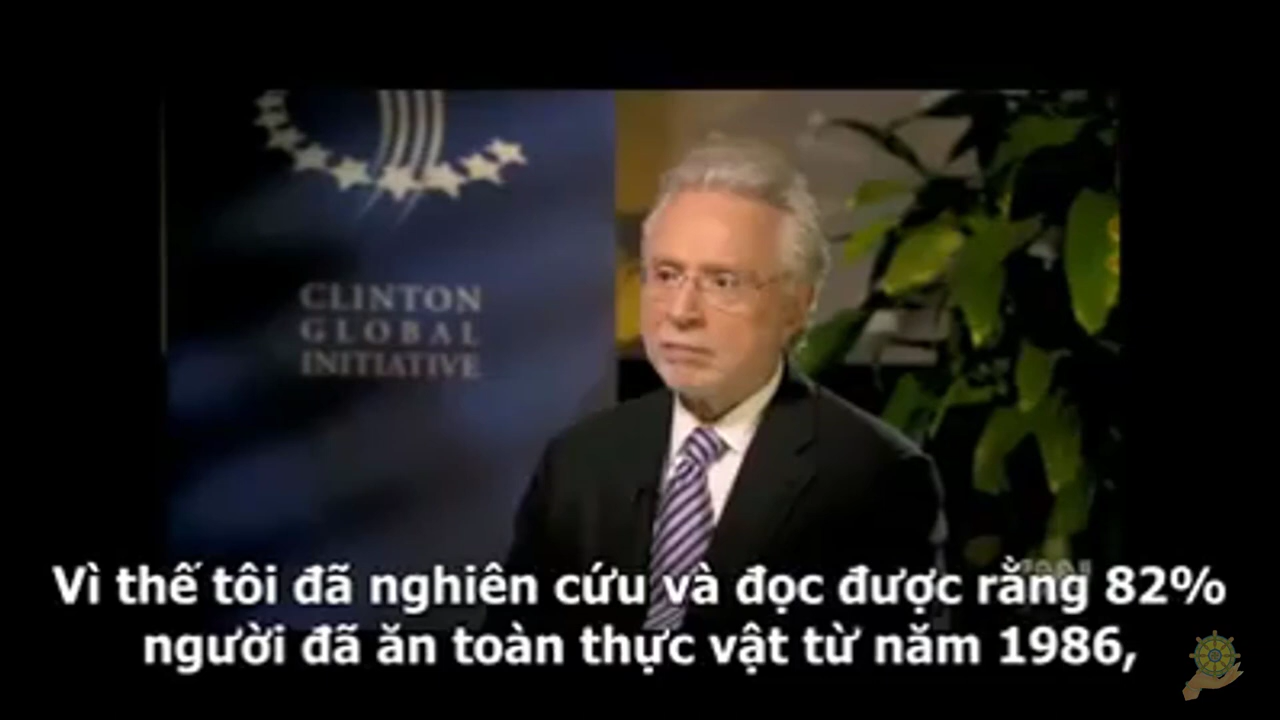 CLINTON
GLOBAL
INITIATIVE
Vì thế tôi đã nghiên cứu và đọc được rằng 82%
người đã ăn toàn thực vật từ năm 1986,